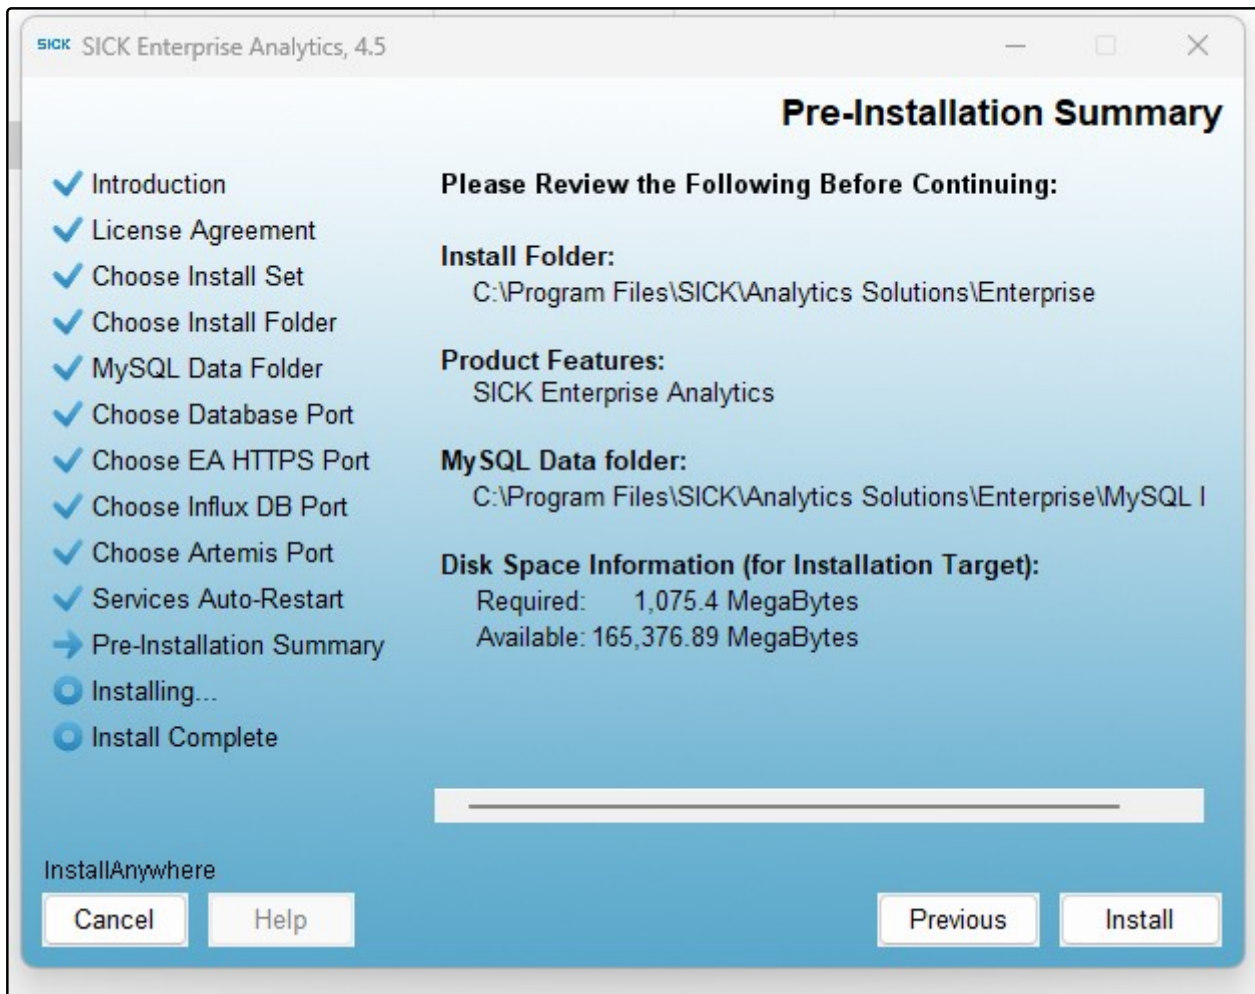 SICK SICK Enterprise Analytics, 4.5
Pre-Installation Summary
Introduction
License Agreement
Choose Install Set
Choose Install Folder
MySQL Data Folder
Choose Database Port
Choose EA HTTPS Port
Choose Influx DB Port
Choose Artemis Port
Services Auto-Restart
Pre-Installation Summary
Installing...
Install Complete
Please Review the Following Before Continuing:
Install Folder:
C:\Program Files\SICK\Analytics Solutions\Enterprise
Product Features:
SICK Enterprise Analytics
MySQL Data folder:
C:\Program Files\SICK\Analytics Solutions\Enterprise\MySQL I
Disk Space Information (for Installation Target):
Required: 1,075.4 MegaBytes
Available: 165,376.89 MegaBytes
InstallAnywhere
Cancel
Help
Previous
Install